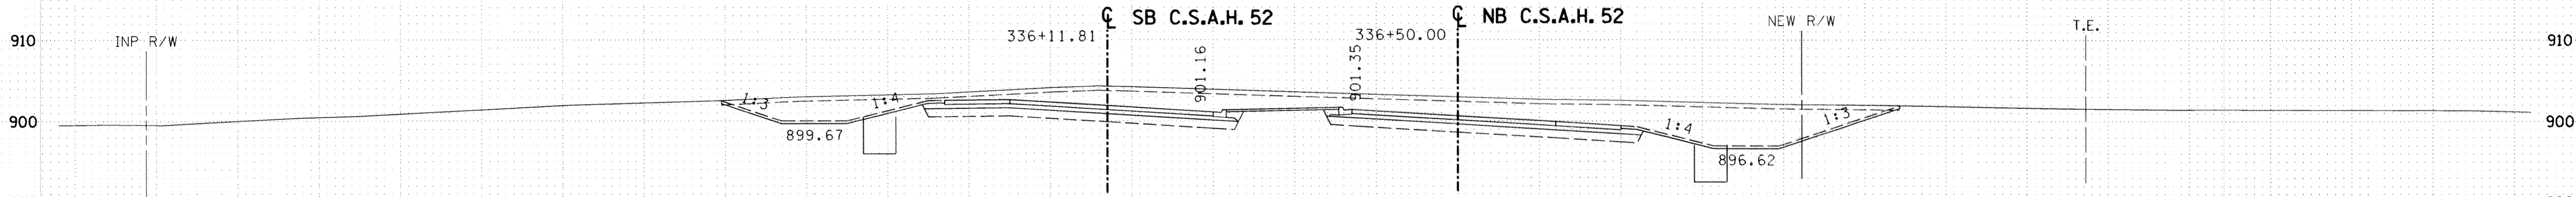 ℄ SB C.S.A.H. 52
℄ NB C.S.A.H. 52
NEW R/W
T.E.
910
INP R/W
336+11.81
336+50.00
910
901.16
901.35
1:3
1:4
1:4
1:3
900
900
899.67
896.62